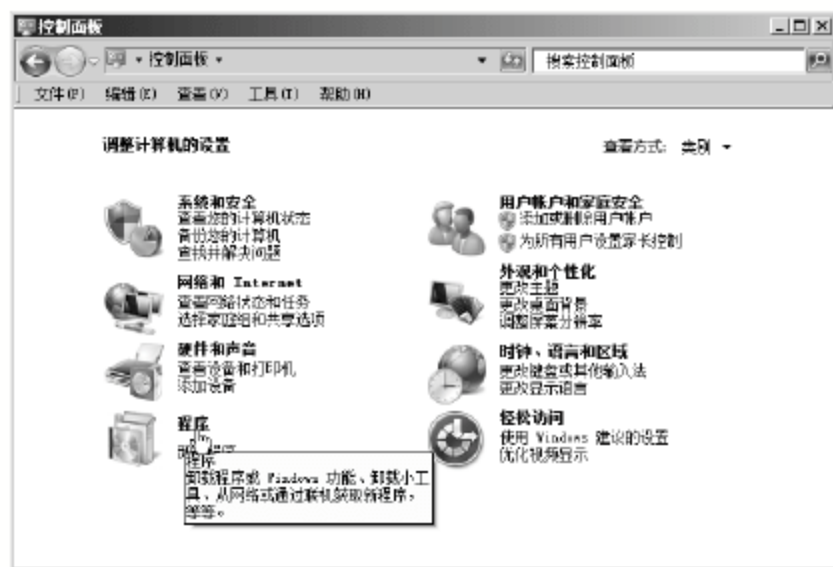 控制面板
控制面板
搜索控制面板
文件(F) 编辑(E) 查看(V) 工具(T) 帮助(H)
调整计算机的设置
查看方式: 类别
系统和安全
查看您的计算机状态
备份您的计算机
查找并解决问题
网络和 Internet
查看网络状态和任务
选择家庭组和共享选项
硬件和声音
查看设备和打印机
添加设备
程序
程序
程序
卸载程序或 Windows 功能、卸载小工
具、从网络或通过联机获取新程序,
等等。
用户帐户和家庭安全
添加或删除用户帐户
为所有用户设置家长控制
外观和个性化
更改主题
更改桌面背景
调整屏幕分辨率
时钟、语言和区域
更改键盘或其他输入法
更改显示语言
轻松访问
使用 Windows 建议的设置
优化视频显示